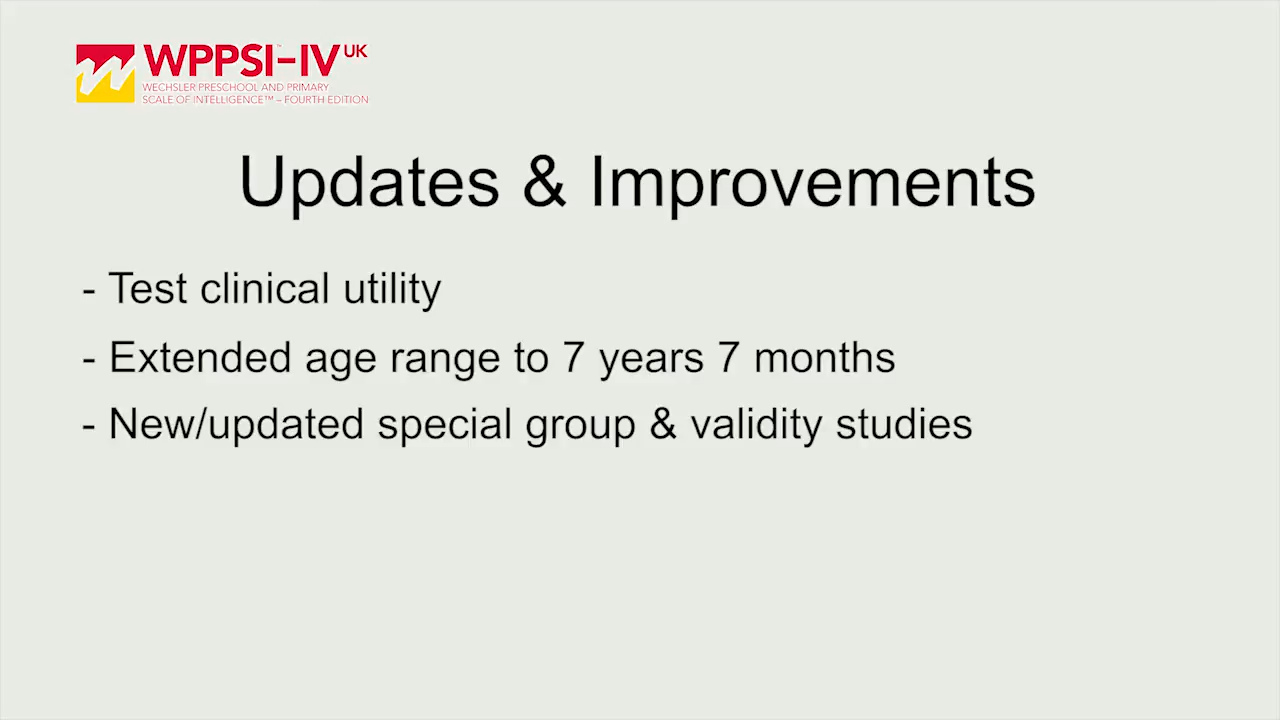 WPPSI-IV UK
WECHSLER PRESCHOOL AND PRIMARY
SCALE OF INTELLIGENCE™ – FOURTH EDITION
Updates & Improvements
- Test clinical utility
- Extended age range to 7 years 7 months
- New/updated special group & validity studies